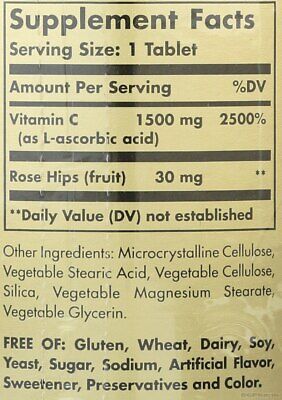 Supplement Facts
Serving Size: 1 Tablet
Amount Per Serving %DV
Vitamin C 1500 mg 2500%
(as L-ascorbic acid)
Rose Hips (fruit) 30 mg **
**Daily Value (DV) not established
Other Ingredients: Microcrystalline Cellulose,
Vegetable Stearic Acid, Vegetable Cellulose,
Silica, Vegetable Magnesium Stearate,
Vegetable Glycerin.
FREE OF: Gluten, Wheat, Dairy, Soy,
Yeast, Sugar, Sodium, Artificial Flavor,
Sweetener, Preservatives and Color.